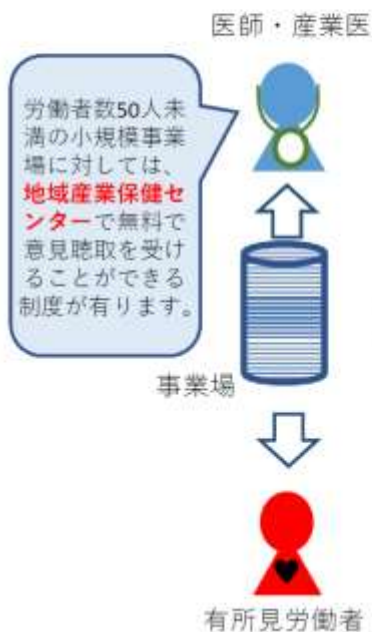 医師・産業医
労働者数50人未
満の小規模事業
場に対しては、
地域産業保健セ
ンターで無料で
意見聴取を受け
ることができる
制度が有ります。
事業場
有所見労働者